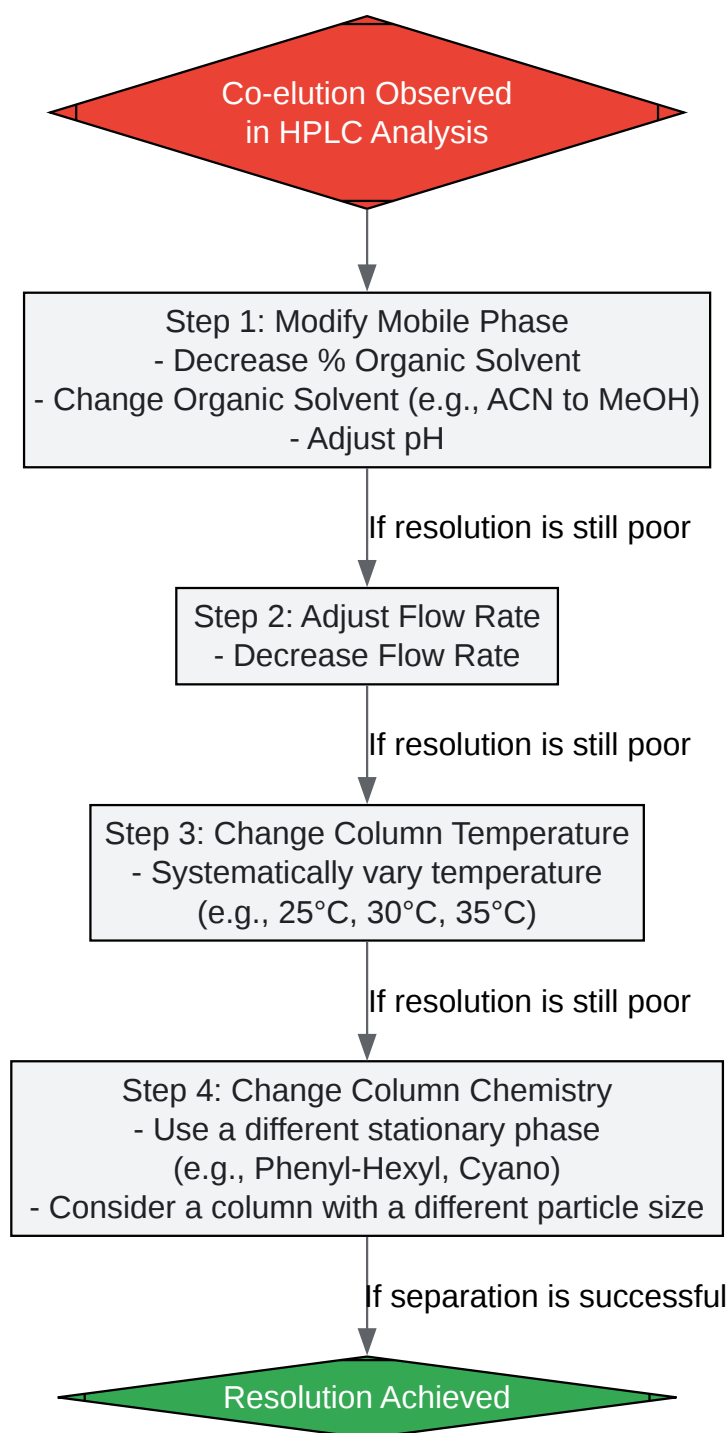 Co-elution Observed
in HPLC Analysis
Step 1: Modify Mobile Phase
- Decrease % Organic Solvent
- Change Organic Solvent (e.g., ACN to MeOH)
- Adjust pH
If resolution is still poor
Step 2: Adjust Flow Rate
- Decrease Flow Rate
If resolution is still poor
Step 3: Change Column Temperature
- Systematically vary temperature
(e.g., 25°C, 30°C, 35°C)
If resolution is still poor
Step 4: Change Column Chemistry
- Use a different stationary phase
(e.g., Phenyl-Hexyl, Cyano)
- Consider a column with a different particle size
If separation is successful
Resolution Achieved